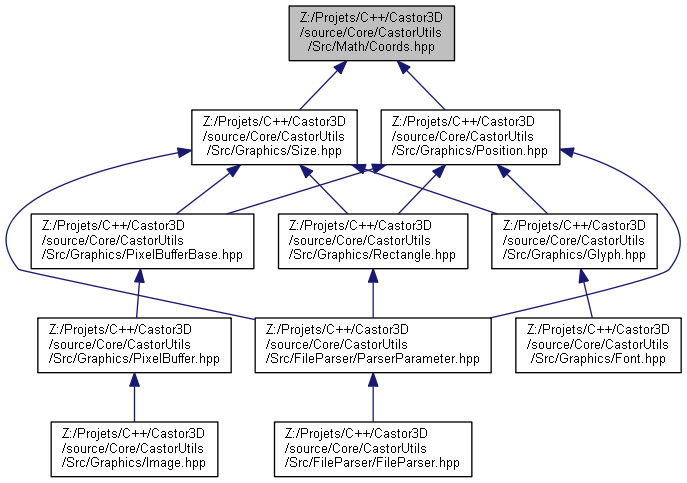 Z:/Projets/C++/Castor3D
/source/Core/CastorUtils
/Src/Math/Coords.hpp
Z:/Projets/C++/Castor3D
/source/Core/CastorUtils
/Src/Graphics/Size.hpp
Z:/Projets/C++/Castor3D
/source/Core/CastorUtils
/Src/Graphics/Position.hpp
Z:/Projets/C++/Castor3D
/source/Core/CastorUtils
/Src/Graphics/PixelBufferBase.hpp
Z:/Projets/C++/Castor3D
/source/Core/CastorUtils
/Src/Graphics/Rectangle.hpp
Z:/Projets/C++/Castor3D
/source/Core/CastorUtils
/Src/Graphics/Glyph.hpp
Z:/Projets/C++/Castor3D
/source/Core/CastorUtils
/Src/Graphics/PixelBuffer.hpp
Z:/Projets/C++/Castor3D
/source/Core/CastorUtils
/Src/FileParser/ParserParameter.hpp
Z:/Projets/C++/Castor3D
/source/Core/CastorUtils
/Src/Graphics/Font.hpp
Z:/Projets/C++/Castor3D
/source/Core/CastorUtils
/Src/Graphics/Image.hpp
Z:/Projets/C++/Castor3D
/source/Core/CastorUtils
/Src/FileParser/FileParser.hpp